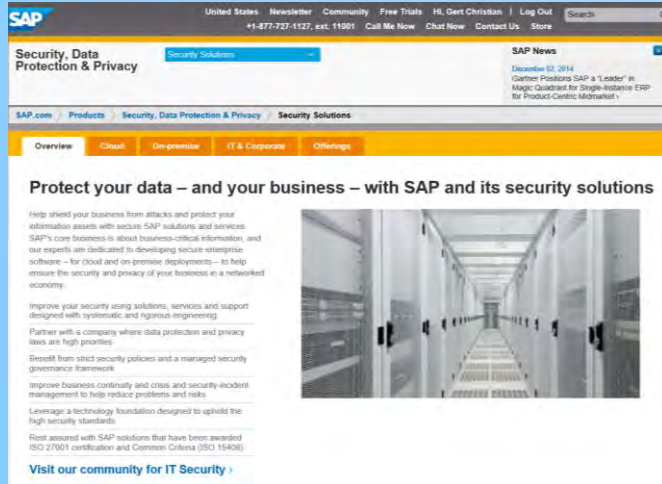 SAP
United States Newsletter Community Free Trials Hi, Gert Christian | Log Out
Search
+1-877-727-1127, ext. 11001 Call Me Now Chat Now Contact Us Store
Security, Data
Protection & Privacy
Security Solutions
SAP News
December 02, 2014
Gartner Positions SAP a "Leader" in
Magic Quadrant for Single-Instance ERP
for Product-Centric Midmarket ›
SAP.com / Products / Security, Data Protection & Privacy / Security Solutions
Overview Cloud On-premise IT & Corporate Offerings
Protect your data – and your business – with SAP and its security solutions
Help shield your business from attacks and protect your
information assets with secure SAP solutions and services.
SAP's core business is about business-critical information, and
our experts are dedicated to developing secure enterprise
software – for cloud and on-premise deployments – to help
ensure the security and privacy of your business in a networked
economy.
Improve your security using solutions, services and support
designed with systematic and rigorous engineering
Partner with a company where data protection and privacy
laws are high priorities
Benefit from strict security policies and a managed security
governance framework
Improve business continuity and crisis and security-incident
management to help reduce problems and risks
Leverage a technology foundation designed to uphold the
high security standards
Rest assured with SAP solutions that have been awarded
ISO 27001 certification and Common Criteria (ISO 15408)
Visit our community for IT Security ›